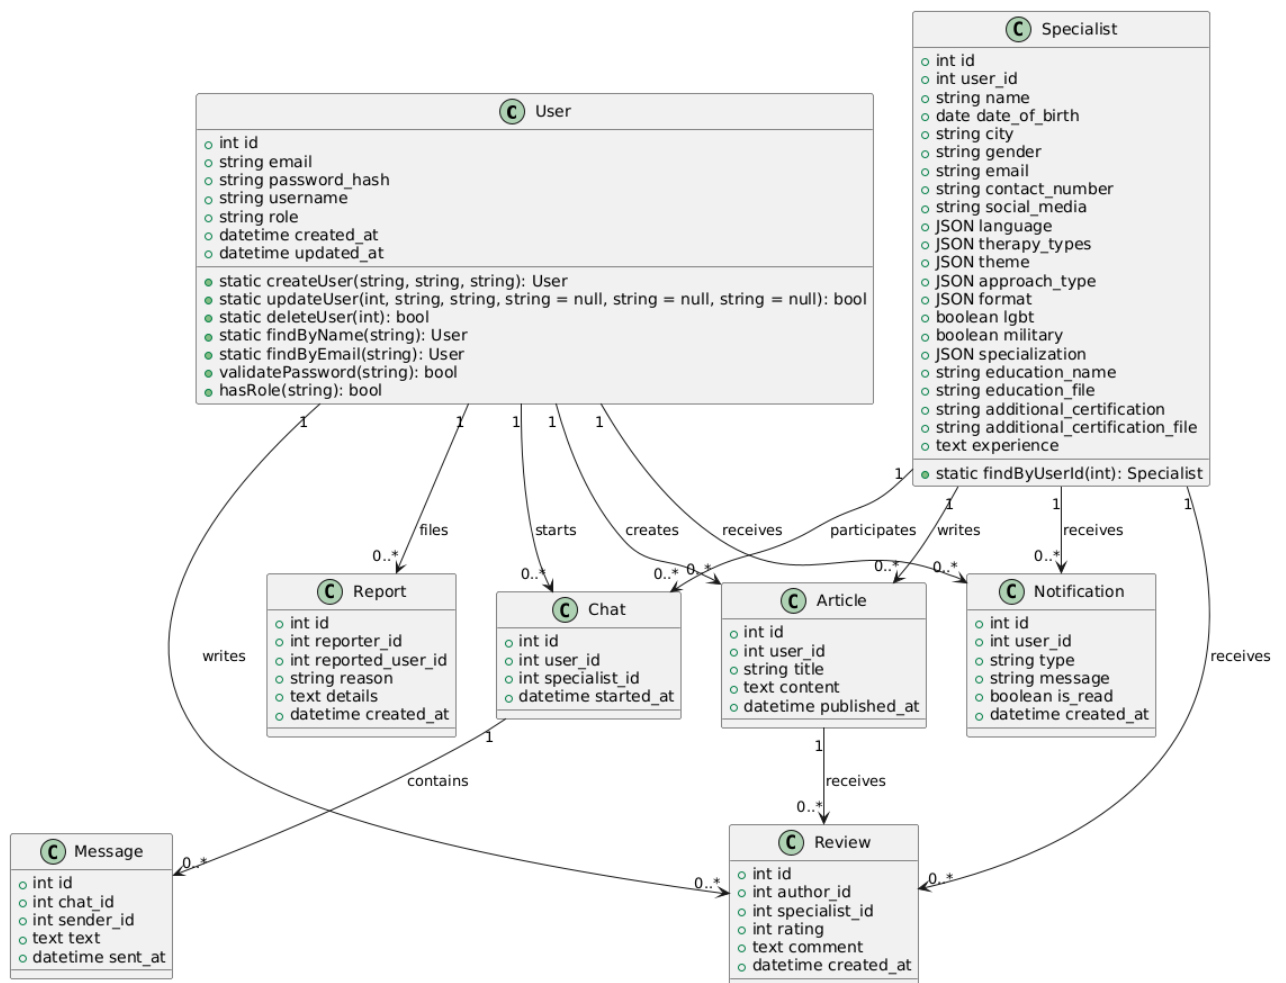 C Specialist
int id
int user_id
string name
date date_of_birth
string city
string gender
string email
string contact_number
string social_media
JSON language
JSON therapy_types
JSON theme
JSON approach_type
JSON format
boolean lgbt
boolean military
JSON specialization
string education_name
string education_file
string additional_certification
string additional_certification_file
text experience
static findByUserId(int): Specialist
C User
int id
string email
string password_hash
string username
string role
datetime created_at
datetime updated_at
static createUser(string, string, string): User
static updateUser(int, string, string, string = null, string = null, string = null): bool
static deleteUser(int): bool
static findByName(string): User
static findByEmail(string): User
validatePassword(string): bool
hasRole(string): bool
1 1 1 1 1 1
1 1 1
files starts creates receives participates writes receives
0..* 0..* 0..* 0..* 0..* 0..* 0..*
C Report
int id
int reporter_id
int reported_user_id
string reason
text details
datetime created_at
C Chat
int id
int user_id
int specialist_id
datetime started_at
C Article
int id
int user_id
string title
text content
datetime published_at
C Notification
int id
int user_id
string type
string message
boolean is_read
datetime created_at
writes receives
1 1
contains receives
0..* 0..*
C Message
int id
int chat_id
int sender_id
text text
datetime sent_at
0..* 0..*
C Review
int id
int author_id
int specialist_id
int rating
text comment
datetime created_at